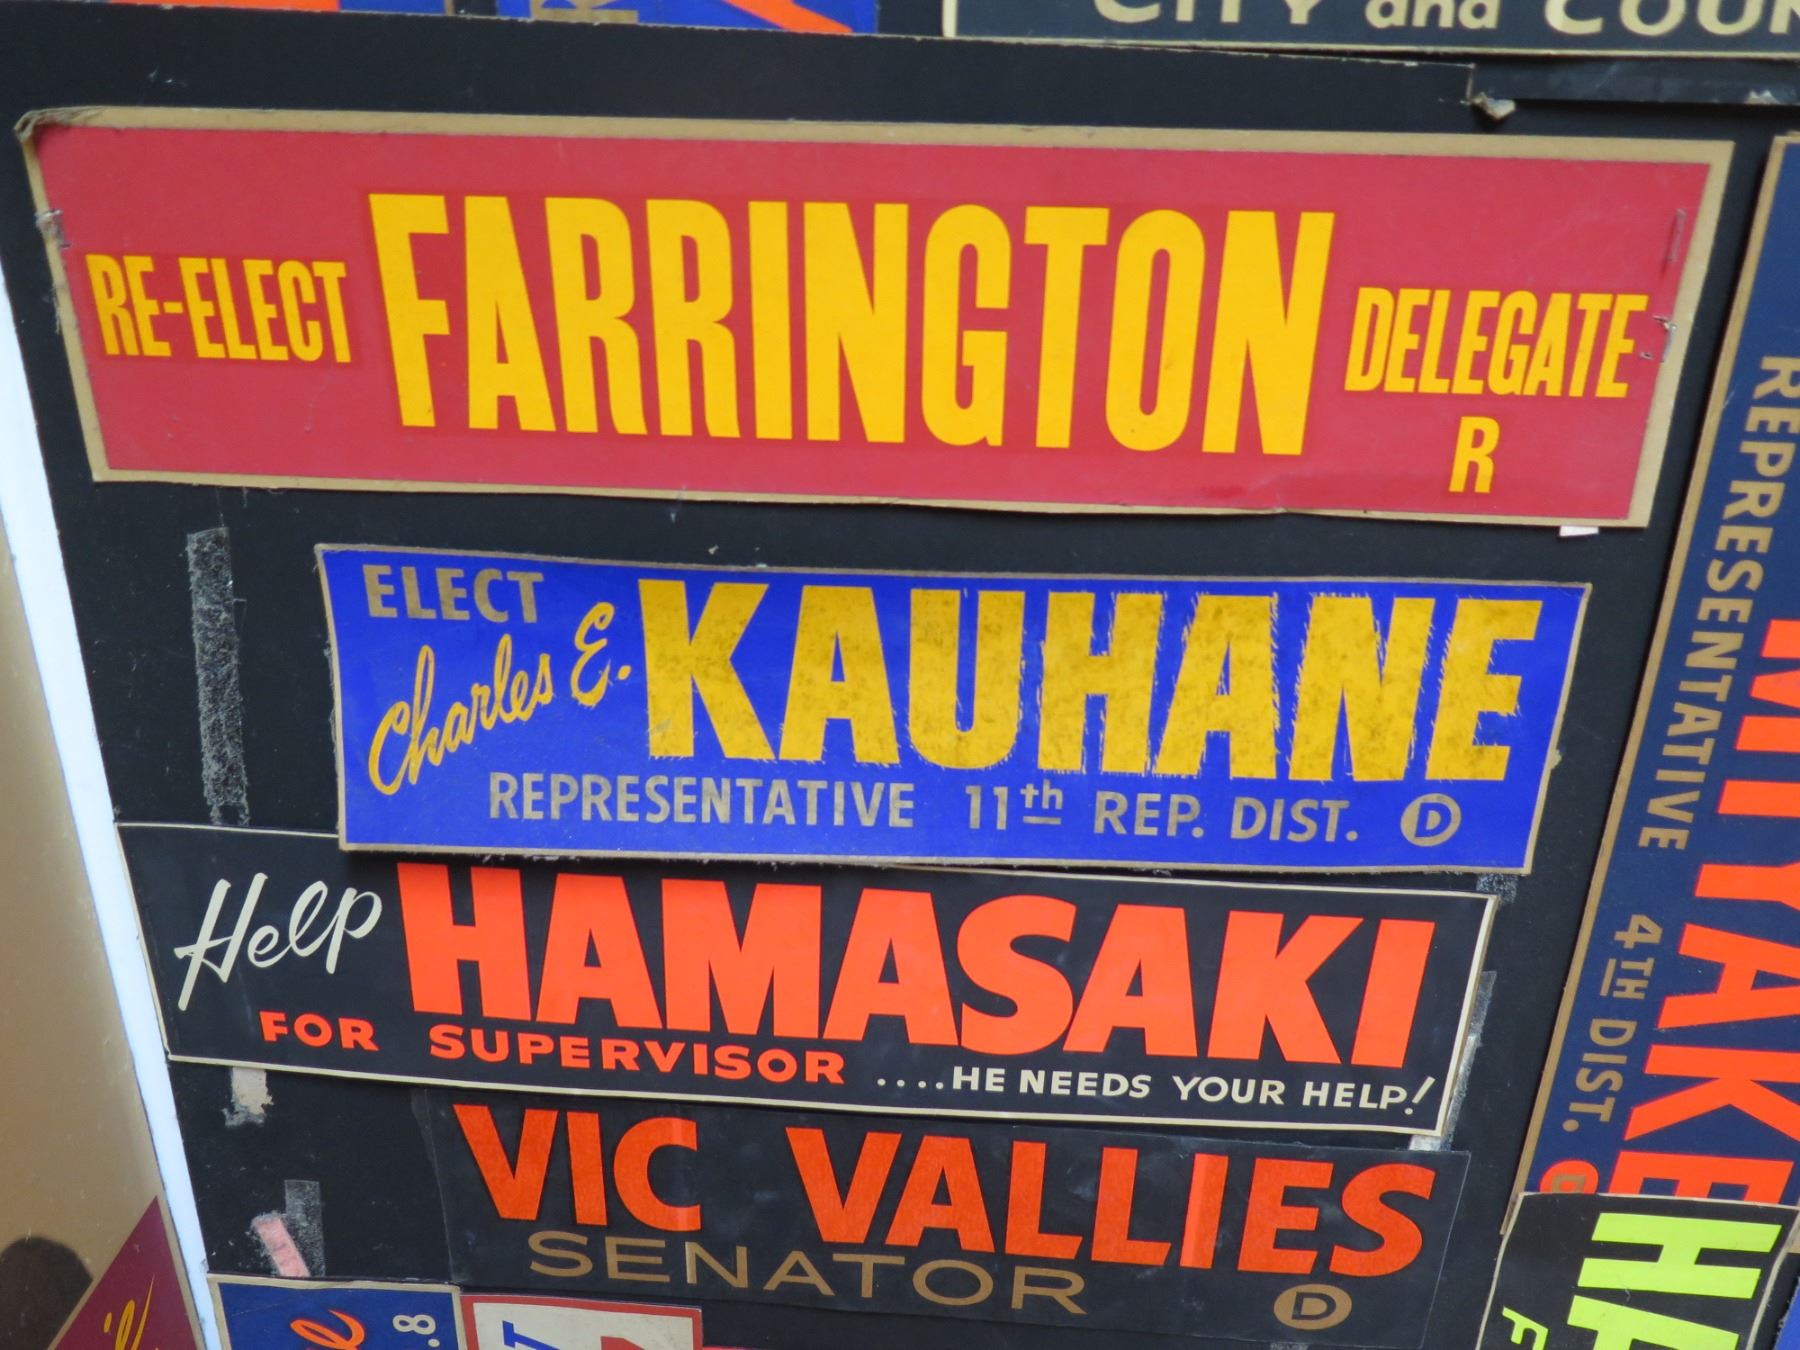 CITY and COUN
RE-ELECT FARRINGTON DELEGATE
R
ELECT
Charles E. KAUHANE
REPRESENTATIVE 11th REP. DIST. D
Help HAMASAKI
FOR SUPERVISOR ....HE NEEDS YOUR HELP!
VIC VALLIES
SENATOR D
REPRESENTATIVE 4TH DIST.
MIYAKE